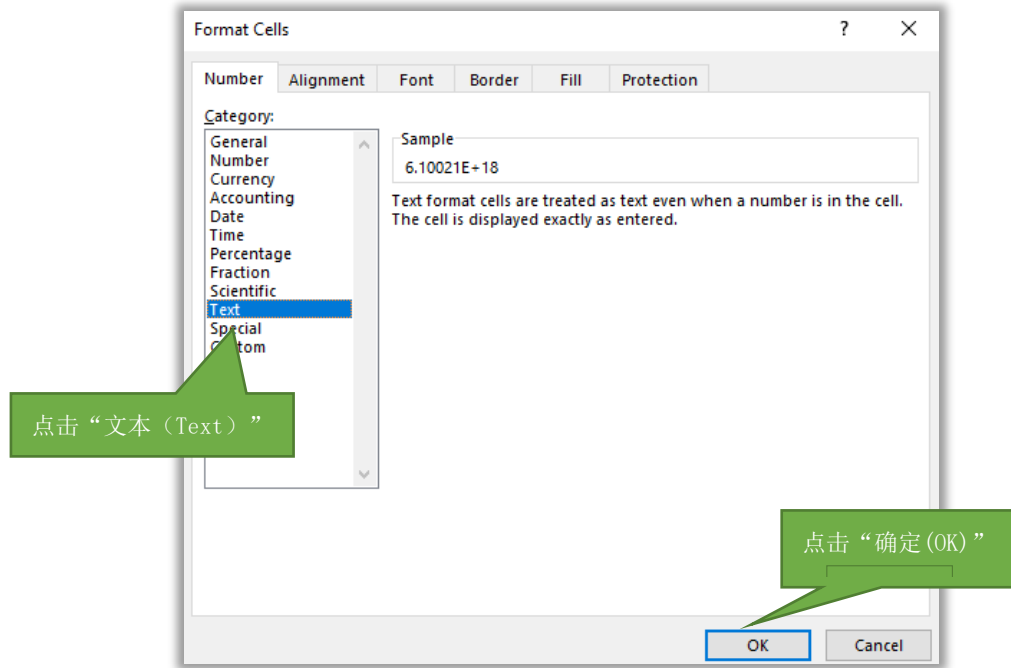 Format Cells
?
Number Alignment Font Border Fill Protection
Category:
General
Number
Currency
Accounting
Date
Time
Percentage
Fraction
Scientific
Text
Special
Sample
6.10021E+18
Text format cells are treated as text even when a number is in the cell.
The cell is displayed exactly as entered.
点击“文本（Text）”
点击“确定(OK)”
OK
Cancel